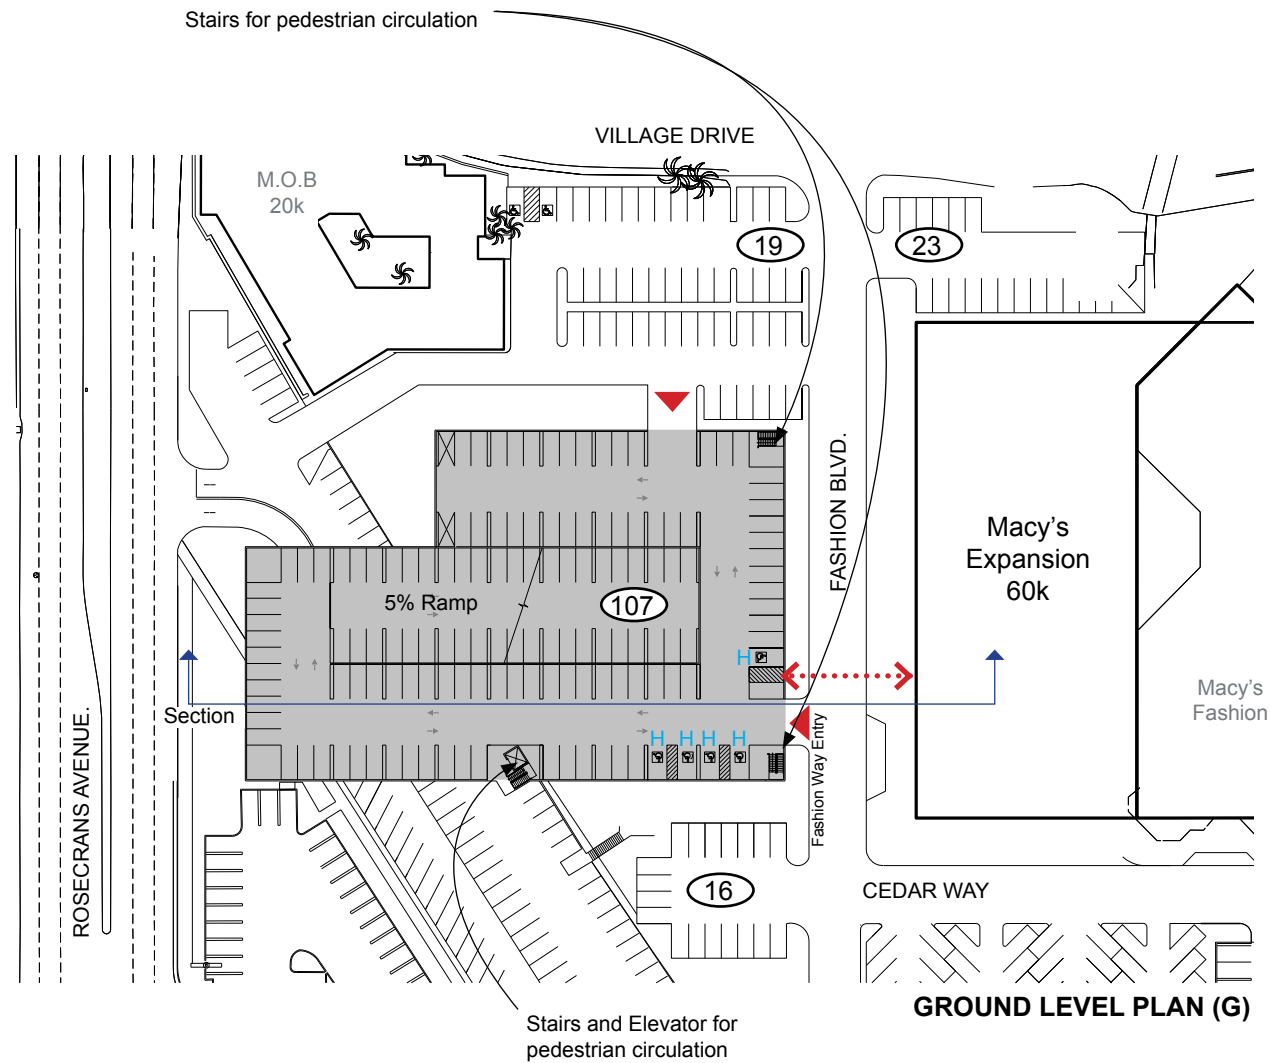 Stairs for pedestrian circulation
VILLAGE DRIVE
M.O.B
20k
19
23
FASHION BLVD.
Macy's
Expansion
60k
5% Ramp
107
H
Section
Macy's
Fashion
H H H H
Fashion Way Entry
ROSECRANS AVENUE.
16
CEDAR WAY
GROUND LEVEL PLAN (G)
Stairs and Elevator for
pedestrian circulation